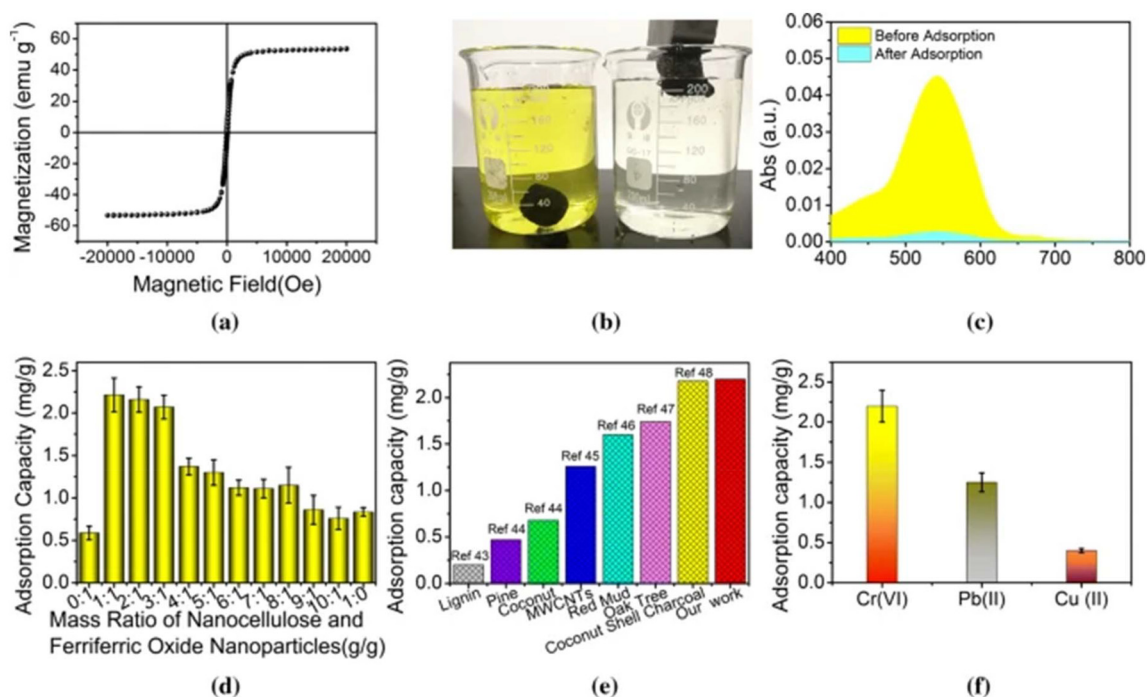 Magnetization (emu g⁻¹)
60
40
20
0
-20
-40
-60
-20000 -10000 0 10000 20000
Magnetic Field(Oe)
(a)
200
160
120
80
40
200
160
120
80
40
(b)
Abs (a.u.)
0.06
0.05
0.04
0.03
0.02
0.01
0.00
Before Adsorption
After Adsorption
400 500 600 700 800
(c)
Adsorption Capacity (mg/g)
2.5
2.0
1.5
1.0
0.5
0.0
0:1 1:1 2:1 3:1 4:1 5:1 6:1 7:1 8:1 9:1 10:1 1:0
Mass Ratio of Nanocellulose and
Ferriferric Oxide Nanoparticles(g/g)
(d)
Adsorption capacity (mg/g)
2.0
1.5
1.0
0.5
0.0
Ref 43 Ref 44 Ref 44 Ref 45 Ref 46 Ref 47 Ref 48
Lignin Pine Coconut MWCNTs Red Mud Oak Tree Coconut Shell Charcoal Our work
(e)
Adsorption capacity (mg/g)
2.5
2.0
1.5
1.0
0.5
0.0
Cr(VI) Pb(II) Cu (II)
(f)